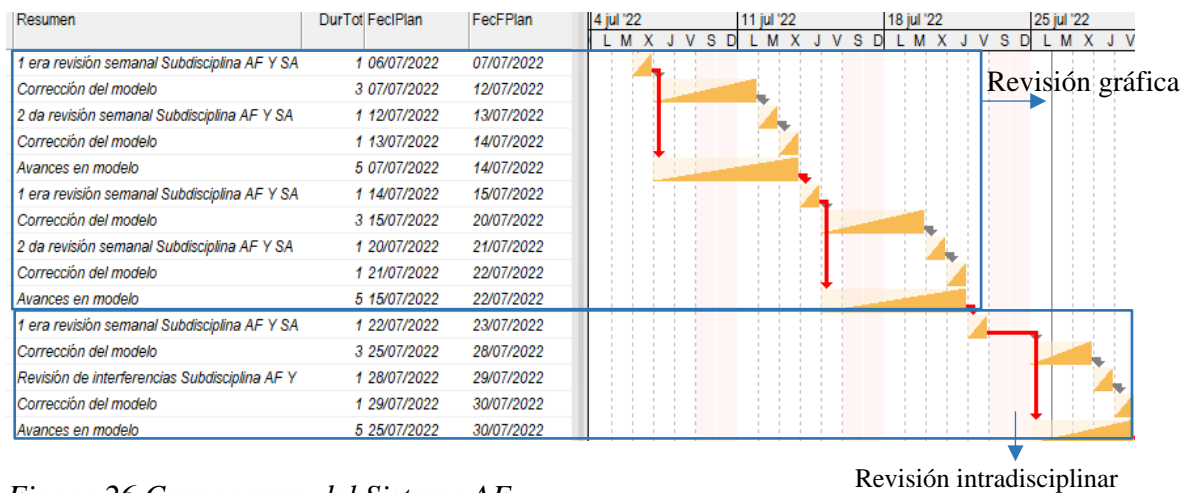 Resumen DurTot FecIPlan FecFPlan 4 jul '22 11 jul '22 18 jul '22 25 jul '22
L M X J V S D L M X J V S D L M X J V S D L M X J V
1 era revisión semanal Subdisciplina AF Y SA 1 06/07/2022 07/07/2022
Corrección del modelo 3 07/07/2022 12/07/2022
2 da revisión semanal Subdisciplina AF Y SA 1 12/07/2022 13/07/2022
Corrección del modelo 1 13/07/2022 14/07/2022
Avances en modelo 5 07/07/2022 14/07/2022
1 era revisión semanal Subdisciplina AF Y SA 1 14/07/2022 15/07/2022
Corrección del modelo 3 15/07/2022 20/07/2022
2 da revisión semanal Subdisciplina AF Y SA 1 20/07/2022 21/07/2022
Corrección del modelo 1 21/07/2022 22/07/2022
Avances en modelo 5 15/07/2022 22/07/2022
1 era revisión semanal Subdisciplina AF Y SA 1 22/07/2022 23/07/2022
Corrección del modelo 3 25/07/2022 28/07/2022
Revisión de interferencias Subdisciplina AF Y 1 28/07/2022 29/07/2022
Corrección del modelo 1 29/07/2022 30/07/2022
Avances en modelo 5 25/07/2022 30/07/2022
Revisión gráfica
Revisión intradisciplinar